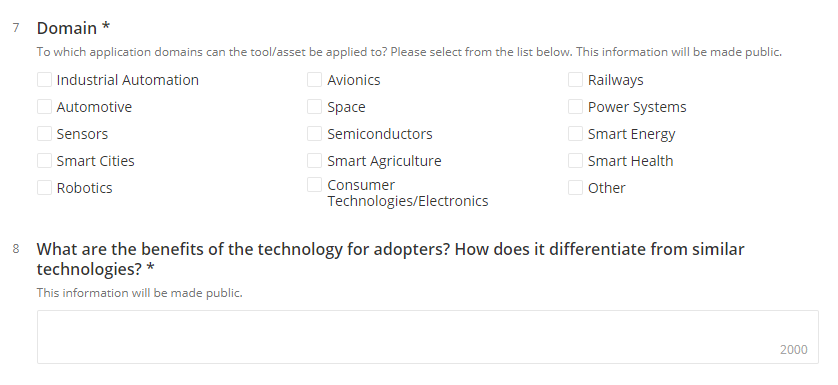 7 Domain *
To which application domains can the tool/asset be applied to? Please select from the list below. This information will be made public.
Industrial Automation Avionics Railways
Automotive Space Power Systems
Sensors Semiconductors Smart Energy
Smart Cities Smart Agriculture Smart Health
Robotics Consumer Other
Technologies/Electronics
8 What are the benefits of the technology for adopters? How does it differentiate from similar
technologies? *
This information will be made public.
2000